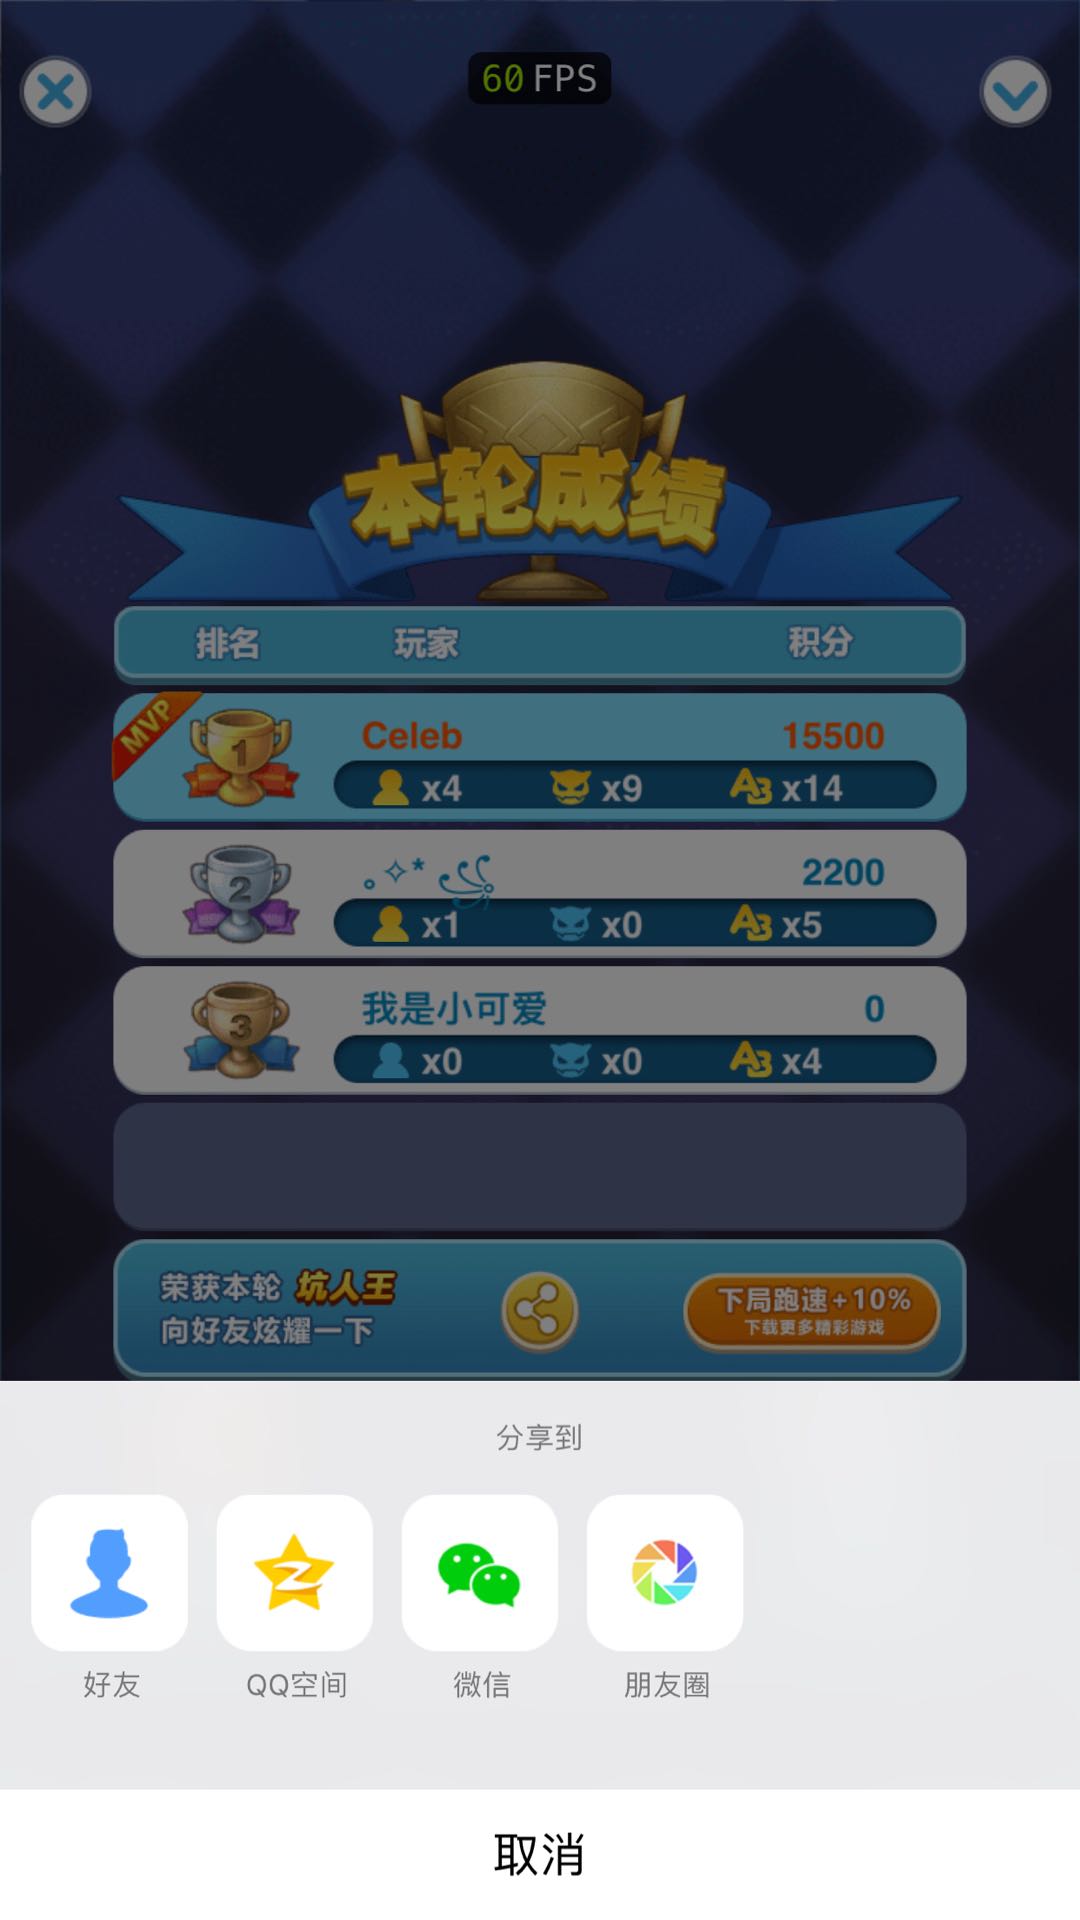 60 FPS
本轮成绩
排名 玩家 积分
MVP
1 Celeb 15500
x4 x9 A3 x14
2 2200
x1 x0 A3 x5
3 我是小可爱 0
x0 x0 A3 x4
荣获本轮 坑人王
向好友炫耀一下
下局跑速+10%
下载更多精彩游戏
分享到
好友 QQ空间 微信 朋友圈
取消